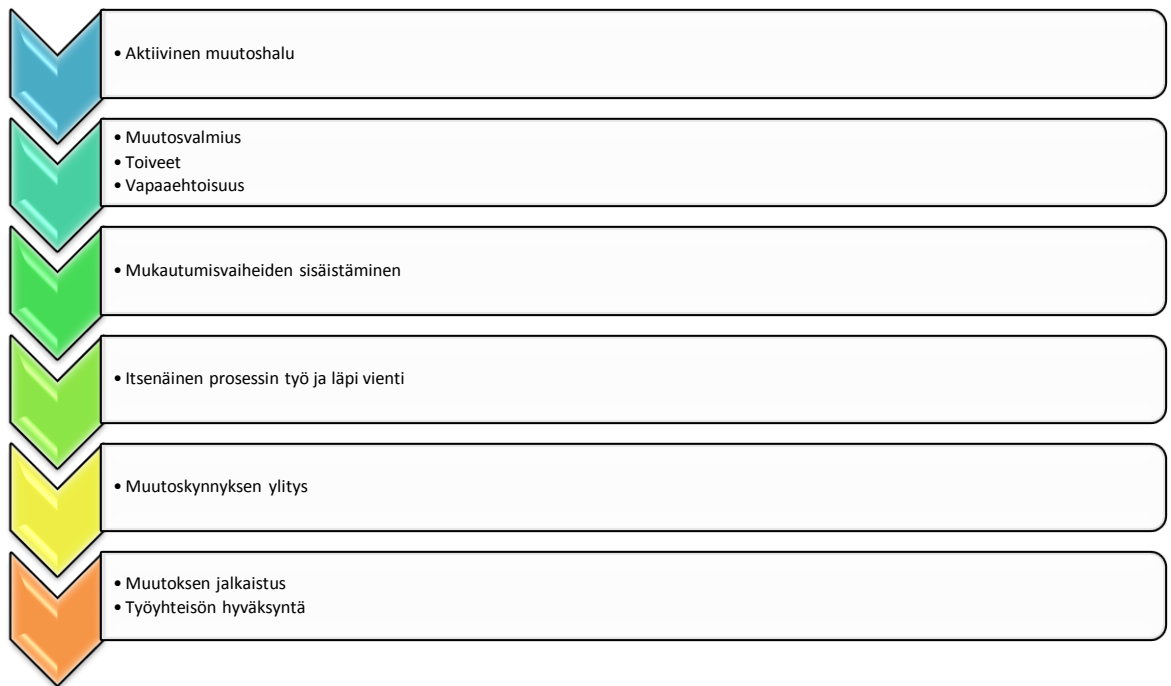 • Aktiivinen muutoshalu
• Muutosvalmius
• Toiveet
• Vapaaehtoisuus
• Mukautumisvaiheiden sisäistäminen
• Itsenäinen prosessin työ ja läpi vienti
• Muutoskynnyksen ylitys
• Muutoksen jalkaistus
• Työyhteisön hyväksyntä